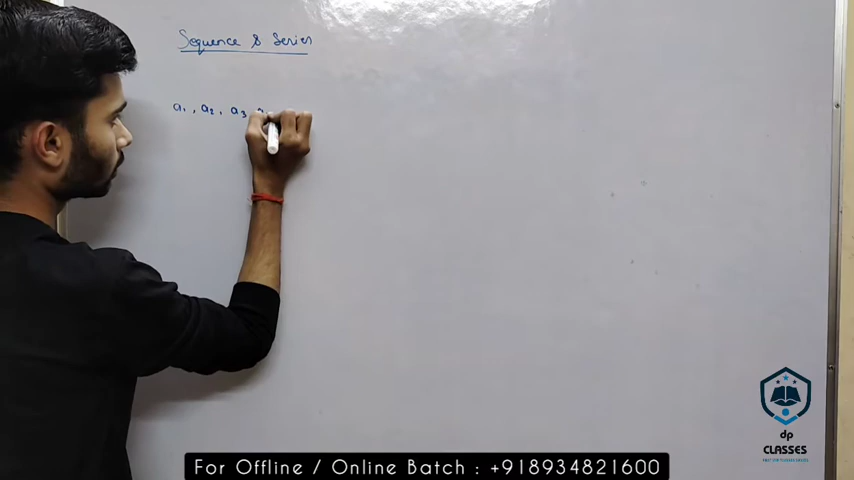 Sequence & Series
a₁, a₂, a₃, a
dp
CLASSES
For Offline / Online Batch : +918934821600